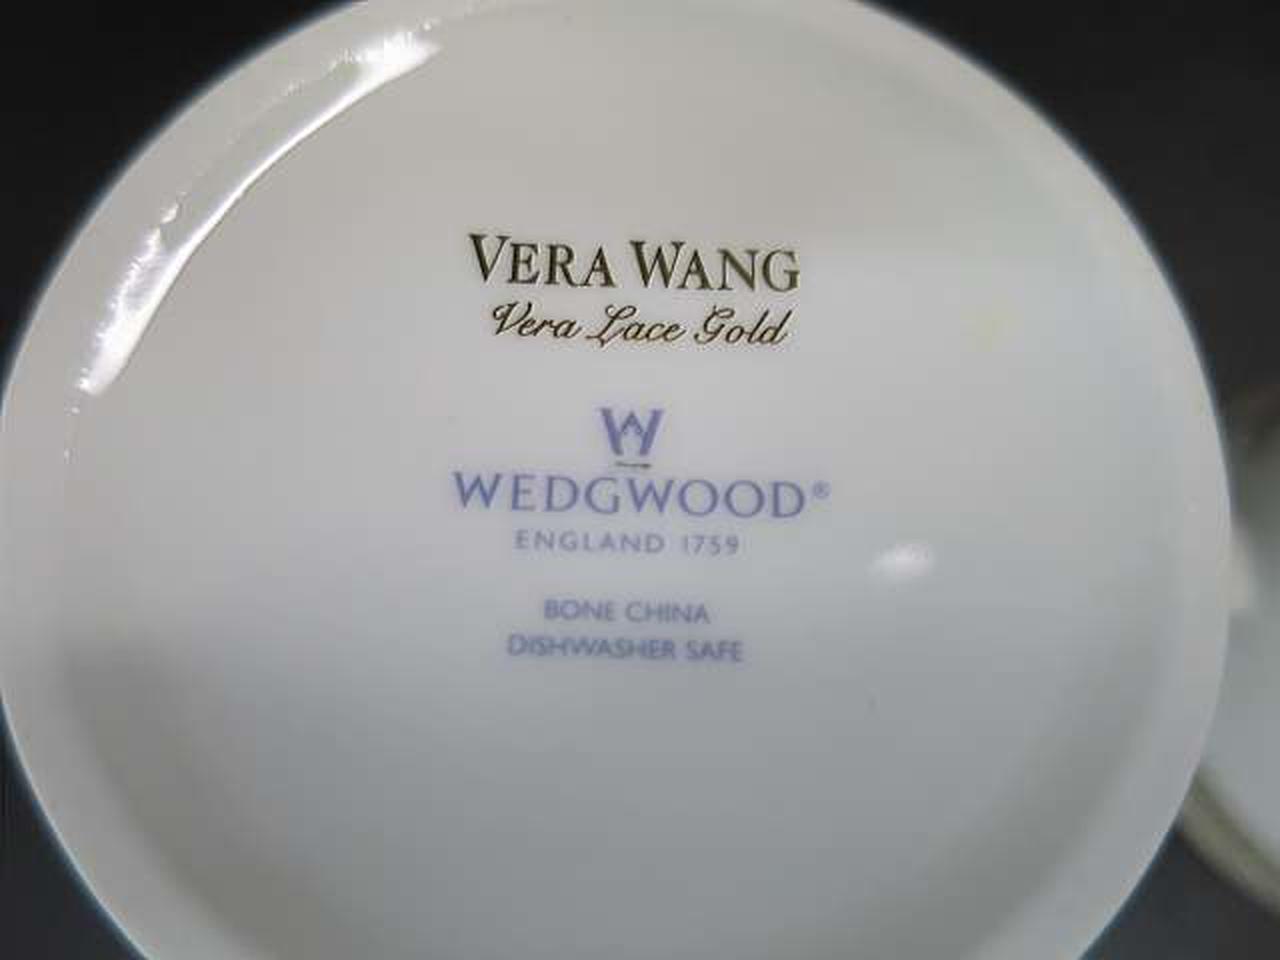 VERA WANG
Vera Lace Gold
W
WEDGWOOD®
ENGLAND 1759
BONE CHINA
DISHWASHER SAFE